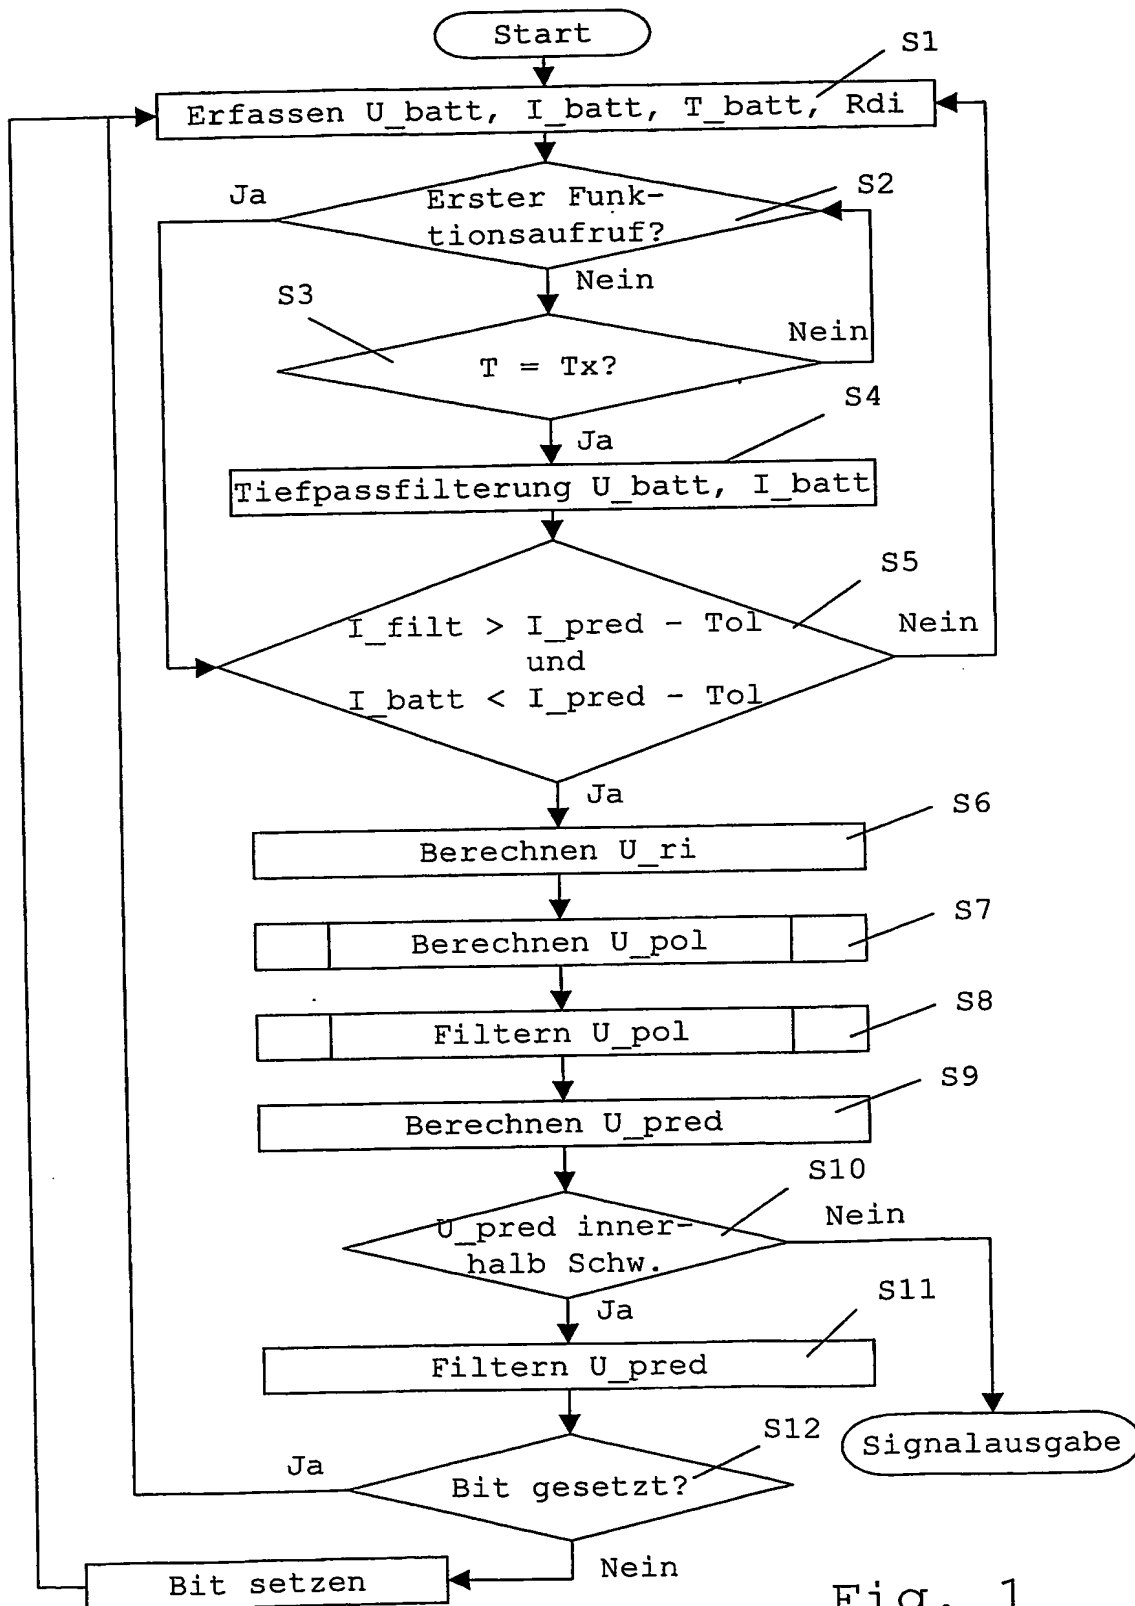 Start
S1
Erfassen U_batt, I_batt, T_batt, Rdi
Ja
S2
Erster Funk-
tionsaufruf?
Nein
S3
Nein
T = Tx?
S4
Ja
Tiefpassfilterung U_batt, I_batt
S5
I_filt > I_pred - Tol
Nein
und
I_batt < I_pred - Tol
Ja
S6
Berechnen U_ri
S7
Berechnen U_pol
S8
Filtern U_pol
S9
Berechnen U_pred
S10
U_pred inner-
halb Schw.
Nein
Ja
S11
Filtern U_pred
S12
Signalausgabe
Ja
Bit gesetzt?
Nein
Bit setzen
Fig. 1